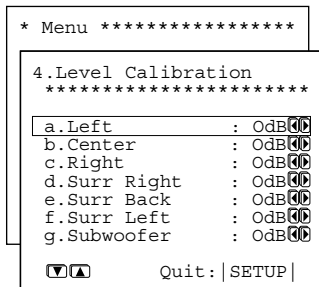 * Menu *****************
4.Level Calibration
***********************
a.Left : OdB
b.Center : OdB
c.Right : OdB
d.Surr Right : OdB
e.Surr Back : OdB
f.Surr Left : OdB
g.Subwoofer : OdB
Quit:|SETUP|